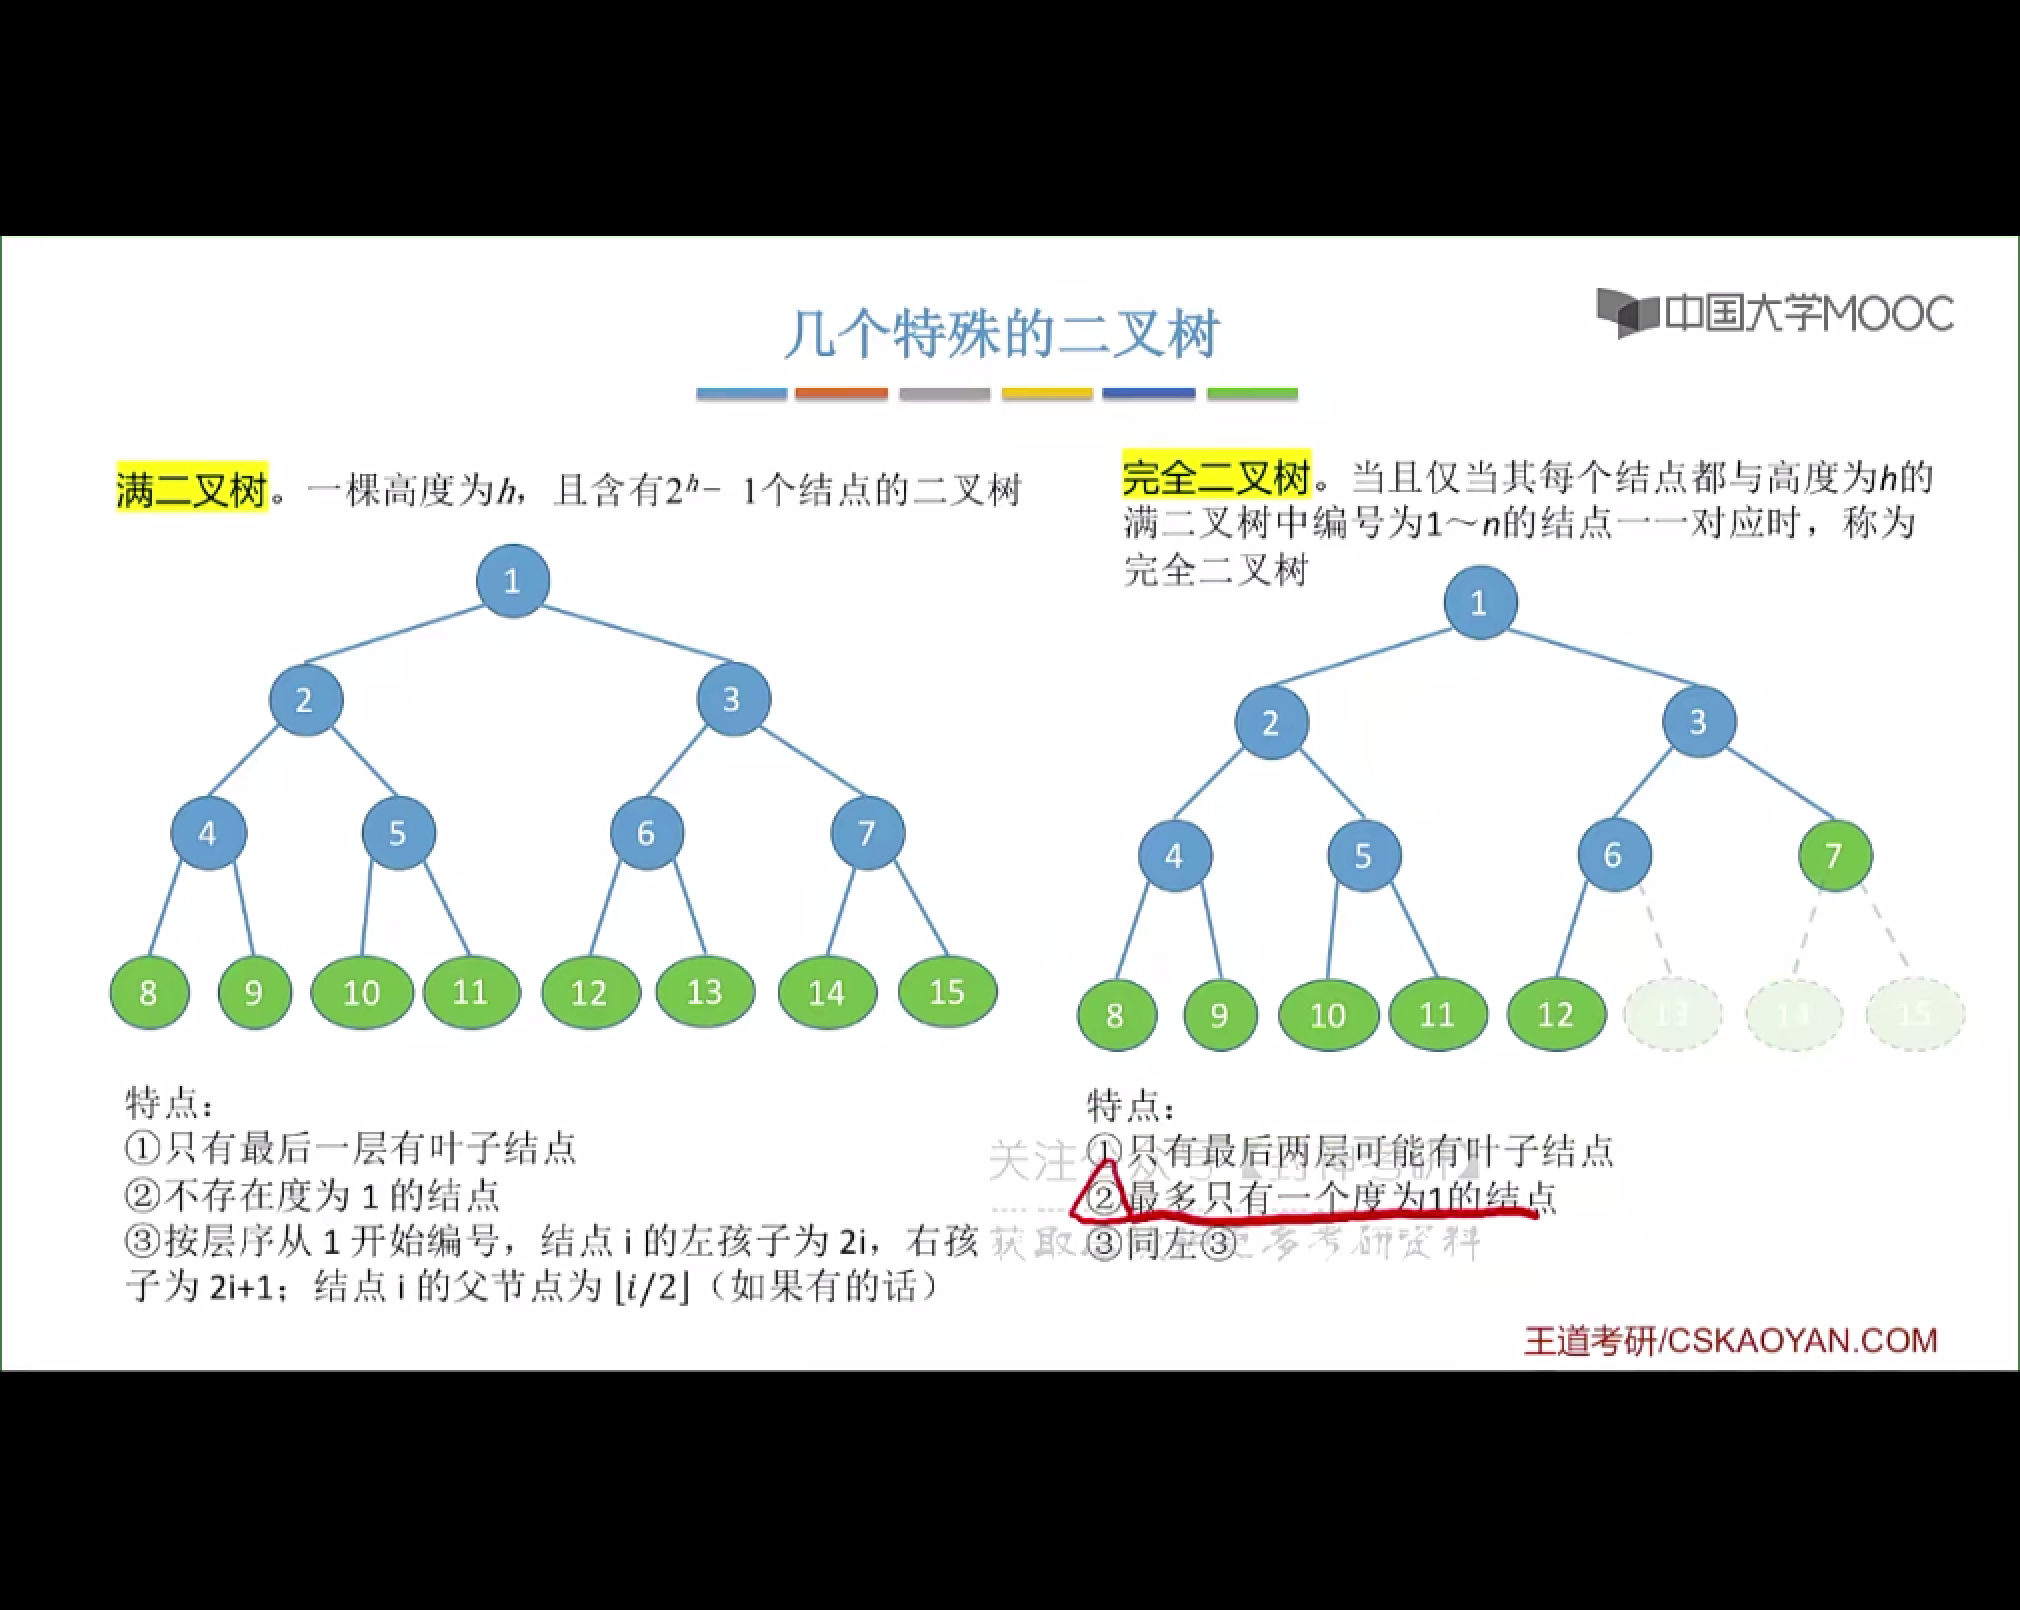 中国大学MOOC
几个特殊的二叉树
满二叉树。一棵高度为h，且含有2ʰ− 1个结点的二叉树
1
2 3
4 5 6 7
8 9 10 11 12 13 14 15
特点：
①只有最后一层有叶子结点
②不存在度为 1 的结点
③按层序从 1 开始编号，结点 i 的左孩子为 2i，右孩
子为 2i+1；结点 i 的父节点为 ⌊i/2⌋（如果有的话）
完全二叉树。当且仅当其每个结点都与高度为h的
满二叉树中编号为1～n的结点一一对应时，称为
完全二叉树
1
2 3
4 5 6 7
8 9 10 11 12 13 14 15
特点：
①只有最后两层可能有叶子结点
②最多只有一个度为1的结点
③同左③
关注
获取 更多考研资料
王道考研/CSKAOYAN.COM